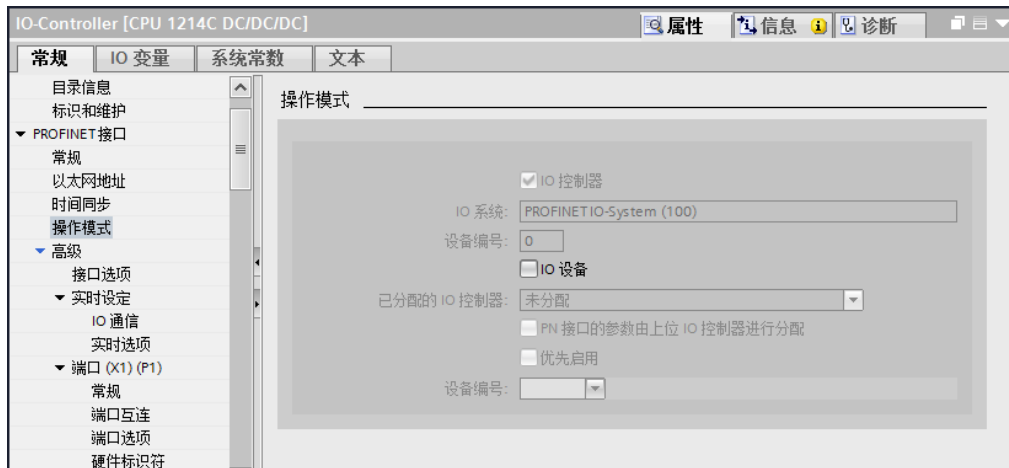 IO-Controller [CPU 1214C DC/DC/DC]
属性
信息
诊断
常规
IO 变量
系统常数
文本
目录信息
标识和维护
PROFINET接口
常规
以太网地址
时间同步
操作模式
高级
接口选项
实时设定
IO 通信
实时选项
端口 (X1) (P1)
常规
端口互连
端口选项
硬件标识符
操作模式
IO 控制器
IO 系统: PROFINET IO-System (100)
设备编号: 0
IO 设备
已分配的 IO 控制器: 未分配
PN 接口的参数由上位 IO 控制器进行分配
优先启用
设备编号: